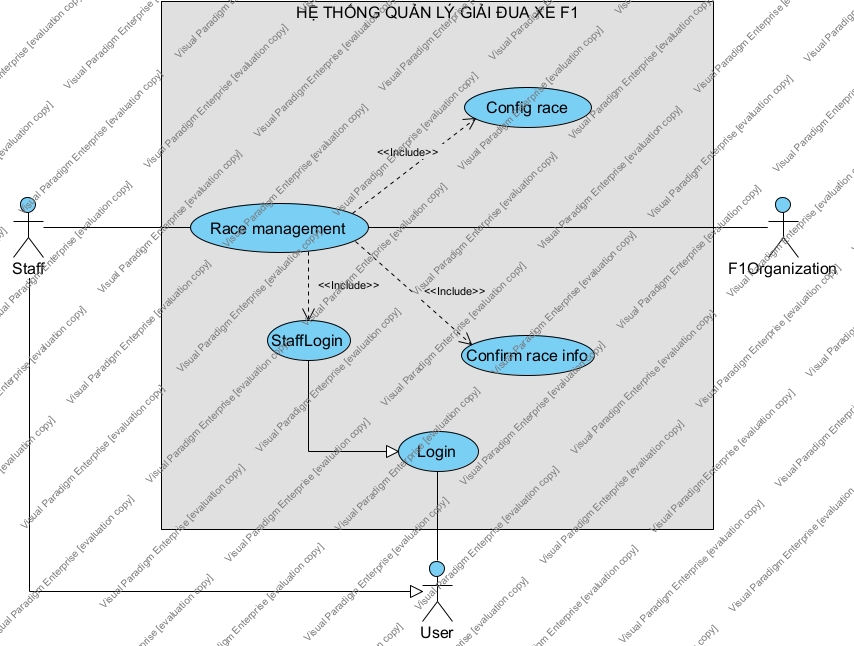 HỆ THỐNG QUẢN LÝ GIẢI ĐUA XE F1
Config race
<<Include>>
Race management
Staff
F1Organization
<<Include>>
<<Include>>
StaffLogin
Confirm race info
Login
User
Visual Paradigm Enterprise [evaluation copy]